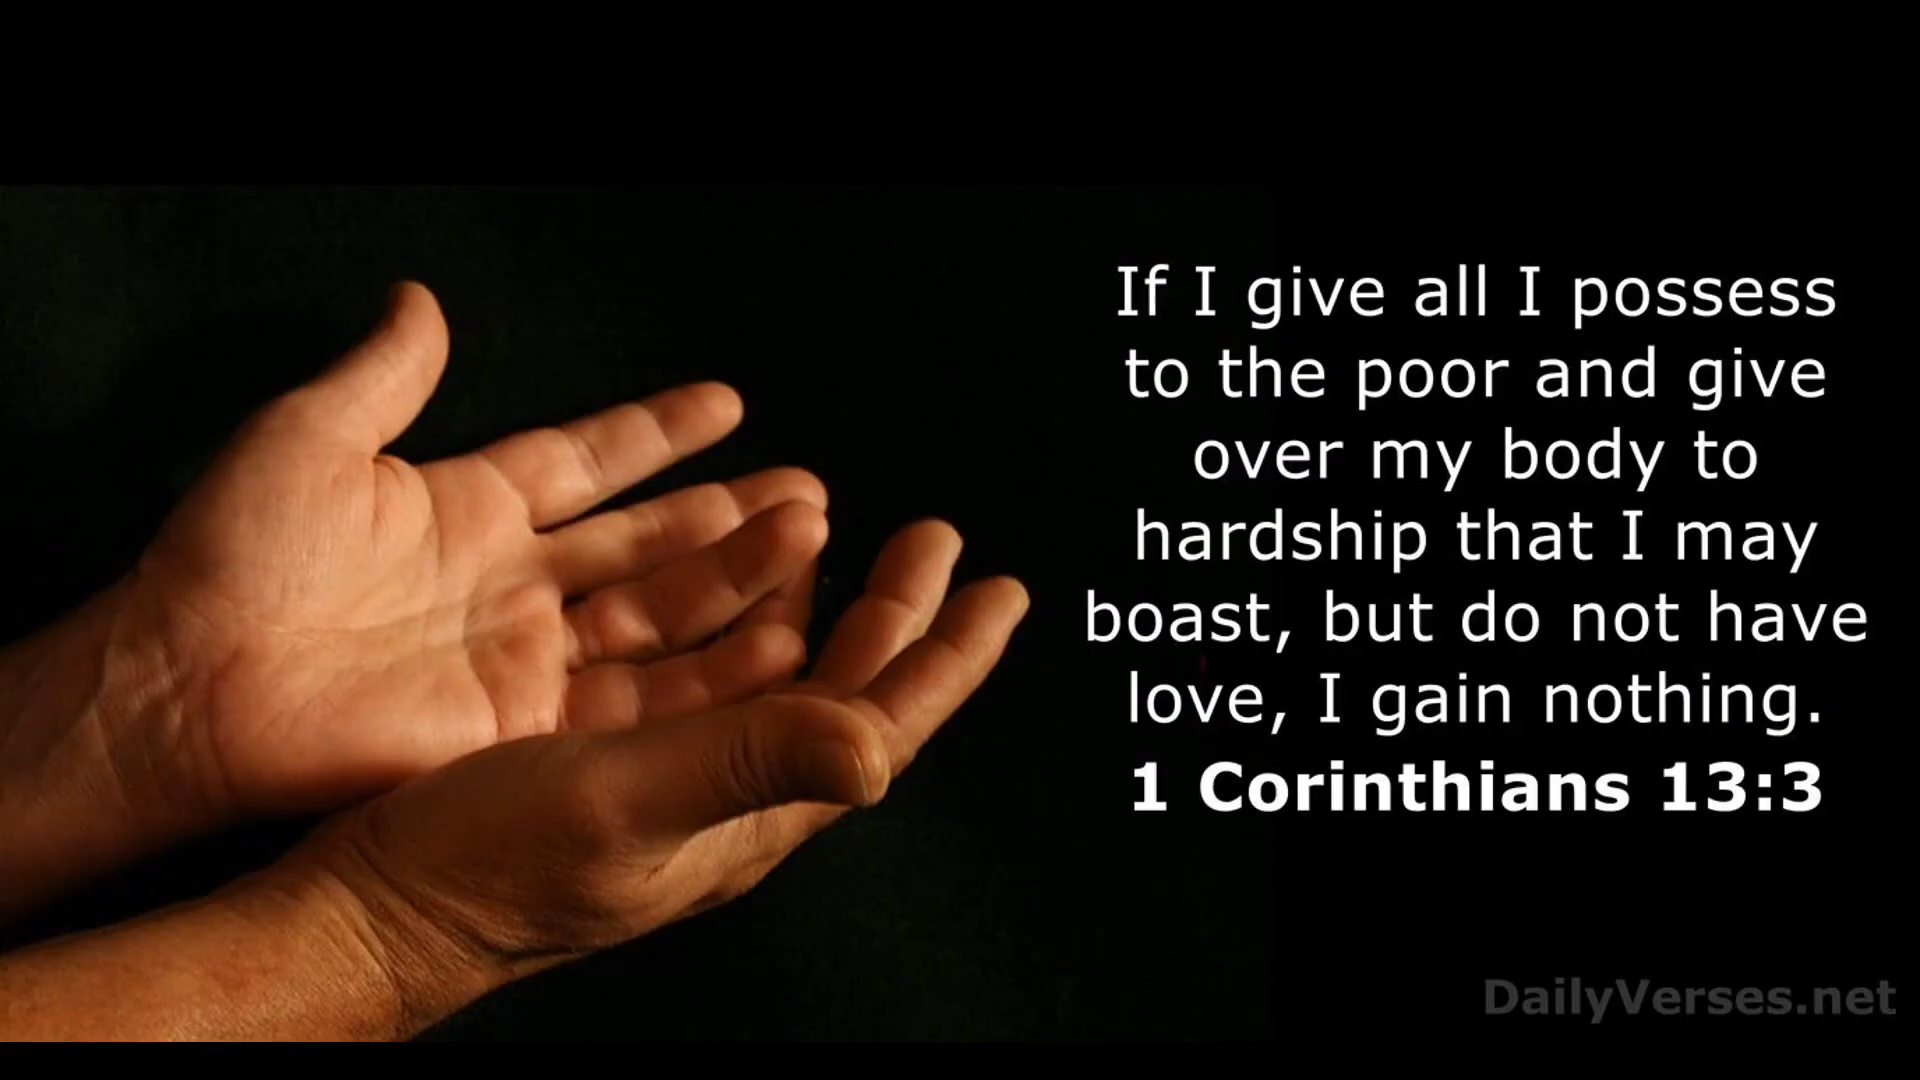 If I give all I possess
to the poor and give
over my body to
hardship that I may
boast, but do not have
love, I gain nothing.
1 Corinthians 13:3
DailyVerses.net